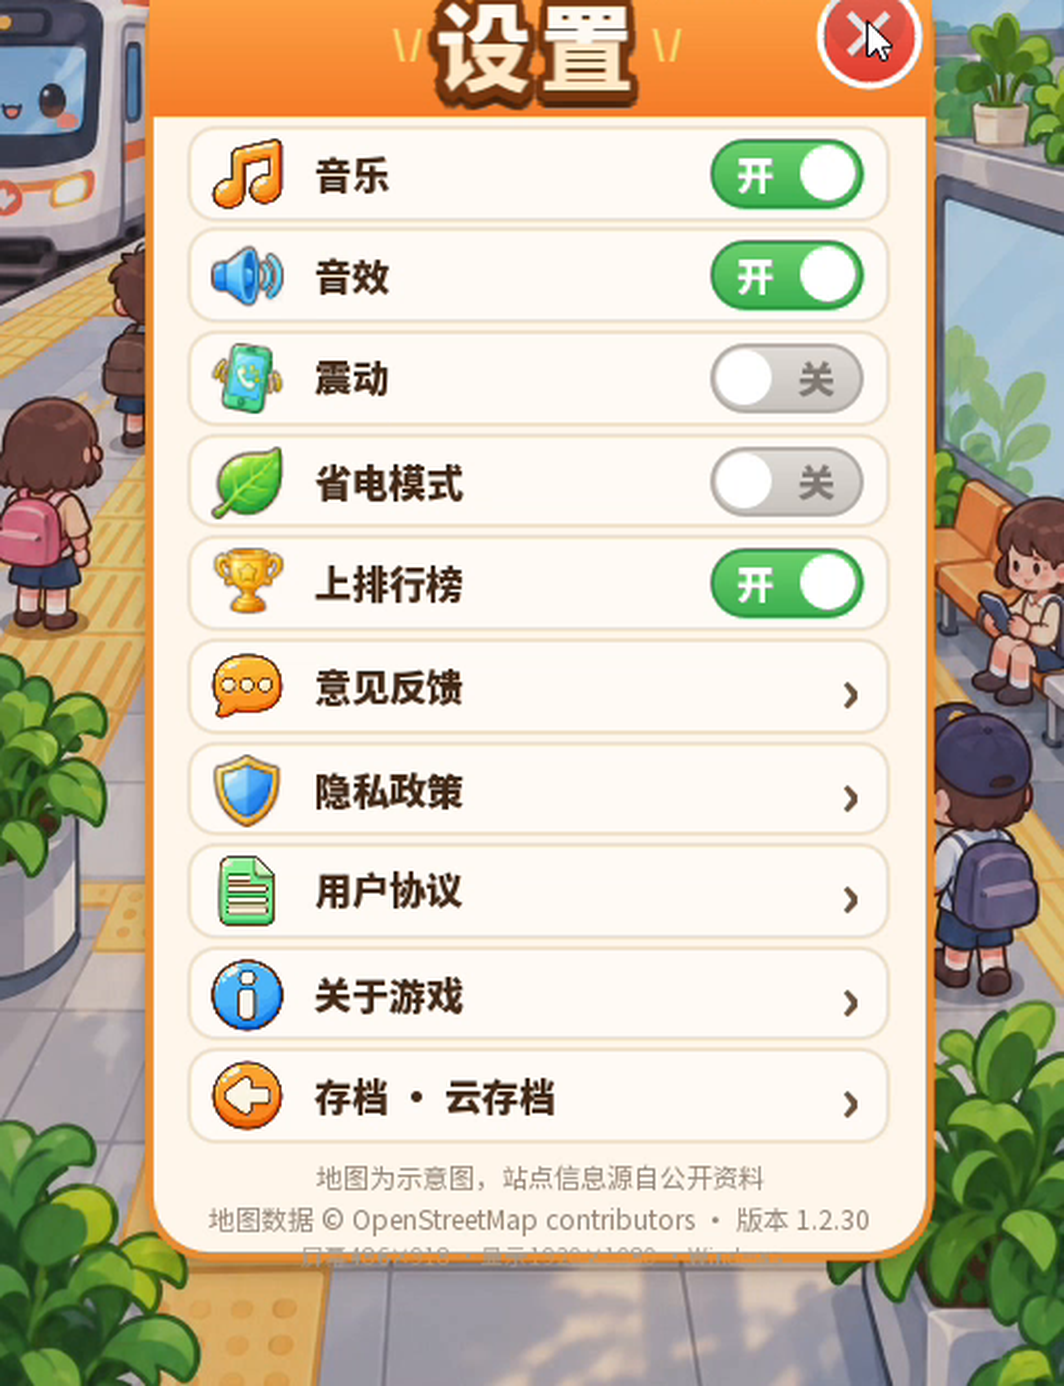 设置
音乐 开
音效 开
震动 关
省电模式 关
上排行榜 开
意见反馈
隐私政策
用户协议
关于游戏
存档 · 云存档
地图为示意图，站点信息源自公开资料
地图数据 © OpenStreetMap contributors · 版本 1.2.30